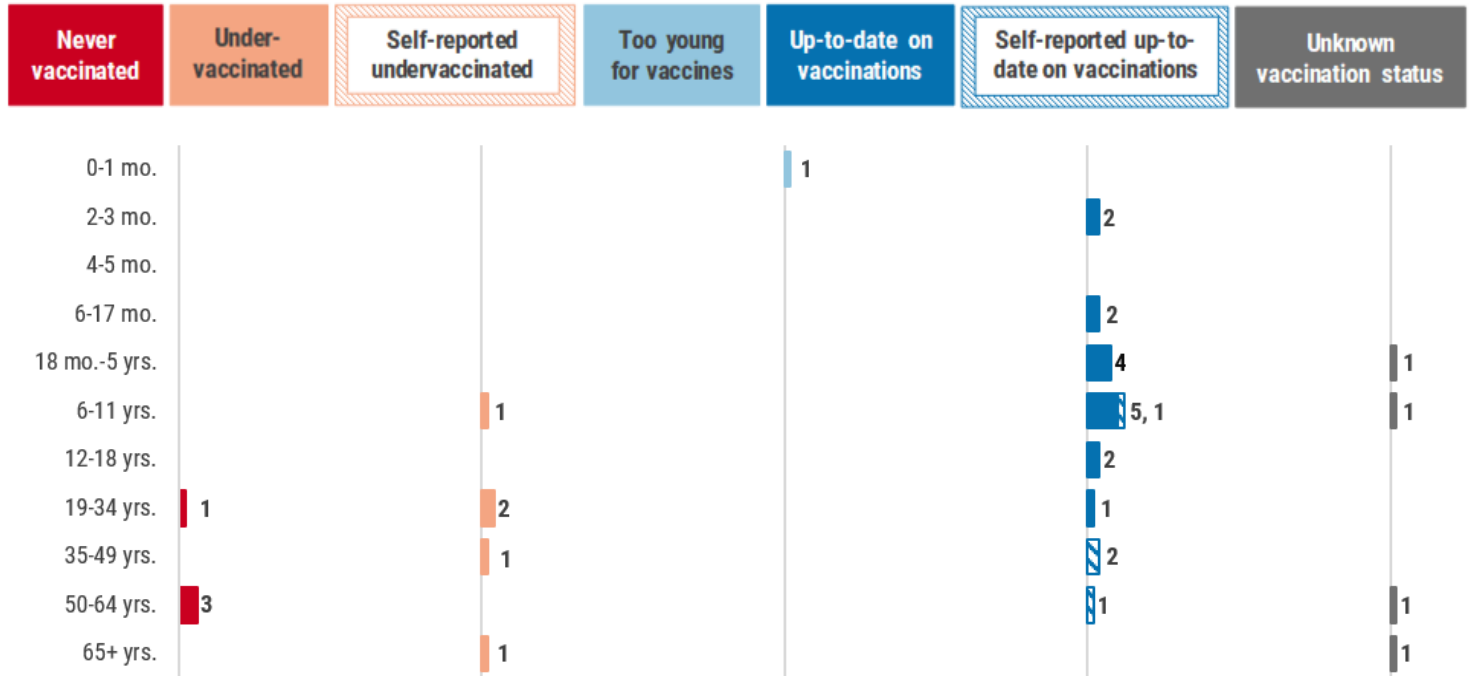 Never
vaccinated
Under-
vaccinated
Self-reported
undervaccinated
Too young
for vaccines
Up-to-date on
vaccinations
Self-reported up-to-
date on vaccinations
Unknown
vaccination status
0-1 mo. 1
2-3 mo. 2
4-5 mo.
6-17 mo. 2
18 mo.-5 yrs. 4 1
6-11 yrs. 1 5, 1 1
12-18 yrs. 2
19-34 yrs. 1 2 1
35-49 yrs. 1 2
50-64 yrs. 3 1 1
65+ yrs. 1 1